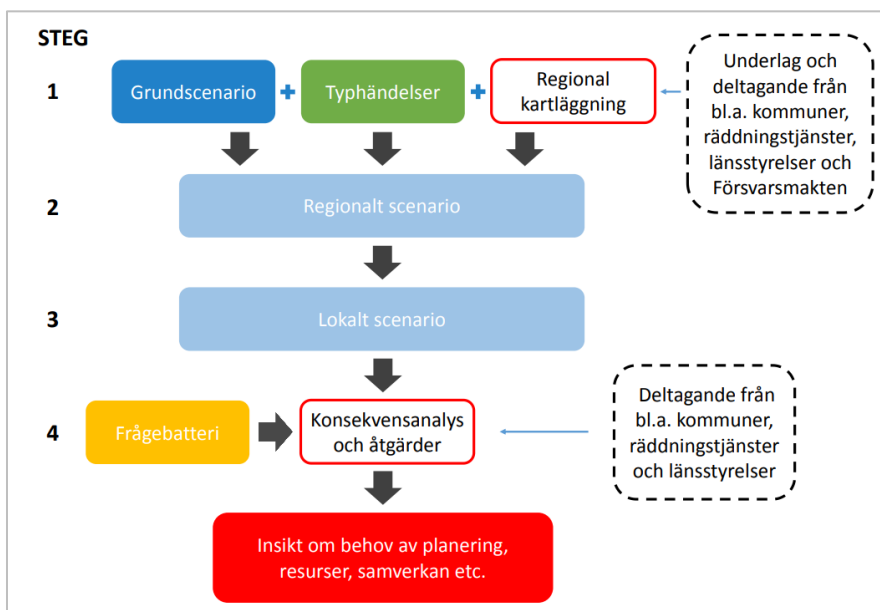 STEG
1
Grundscenario
+
Typhändelser
+
Regional
kartläggning
Underlag och
deltagande från
bl.a. kommuner,
räddningstjänster,
länsstyrelser och
Försvarsmakten
2
Regionalt scenario
3
Lokalt scenario
4
Frågebatteri
Konsekvensanalys
och åtgärder
Deltagande från
bl.a. kommuner,
räddningstjänster
och länsstyrelser
Insikt om behov av planering,
resurser, samverkan etc.